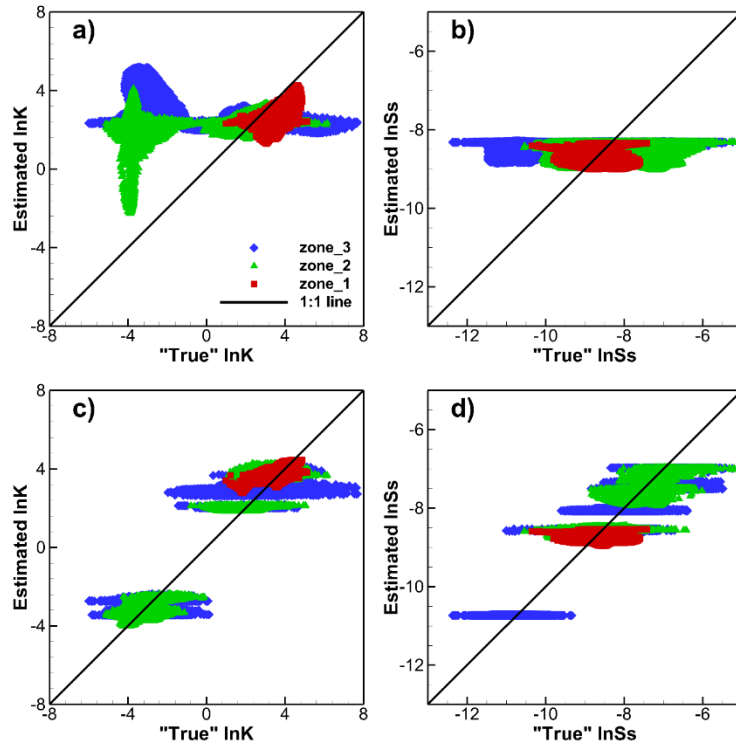 a)
8
4
0
-4
-8
Estimated lnK
-8 -4 0 4 8
"True" lnK
zone_3
zone_2
zone_1
1:1 line
b)
-6
-8
-10
-12
Estimated lnSs
-12 -10 -8 -6
"True" lnSs
c)
8
4
0
-4
-8
Estimated lnK
-8 -4 0 4 8
"True" lnK
d)
-6
-8
-10
-12
Estimated lnSs
-12 -10 -8 -6
"True" lnSs